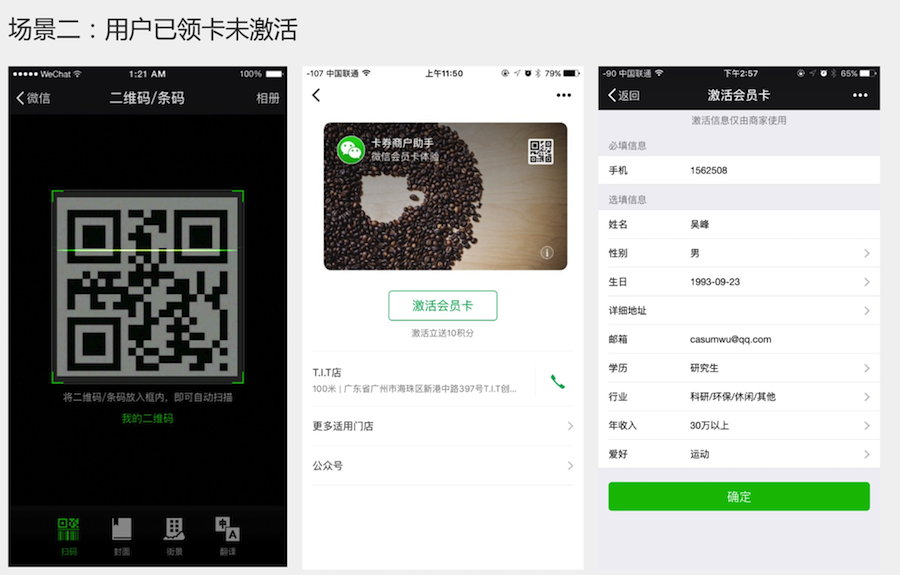 场景二：用户已领卡未激活
WeChat 1:21 AM 100%
微信 二维码/条码 相册
将二维码/条码放入框内，即可自动扫描
我的二维码
扫码 封面 街景 翻译
-107 中国联通 上午11:50 79%
卡券商户助手
微信会员卡体验
激活会员卡
激活立送10积分
T.I.T店
100米 | 广东省广州市海珠区新港中路397号T.I.T创...
更多适用门店
公众号
-90 中国联通 下午2:57 65%
返回 激活会员卡
激活信息仅由商家使用
必填信息
手机 1562508
选填信息
姓名 吴峰
性别 男
生日 1993-09-23
详细地址
邮箱 casumwu@qq.com
学历 研究生
行业 科研/环保/休闲/其他
年收入 30万以上
爱好 运动
确定